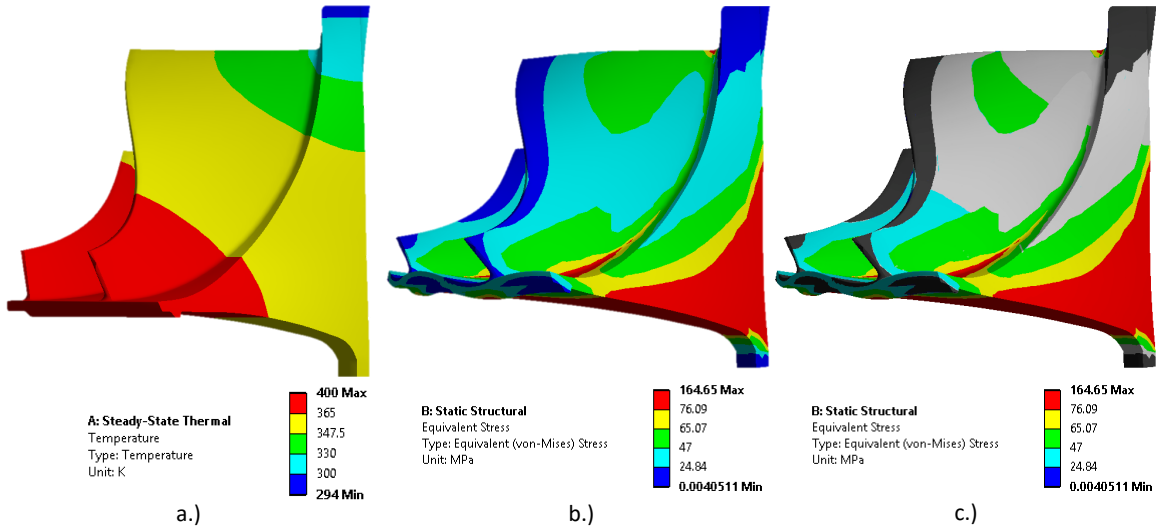 A: Steady-State Thermal
Temperature
Type: Temperature
Unit: K
400 Max
365
347.5
330
300
294 Min
a.)
B: Static Structural
Equivalent Stress
Type: Equivalent (von-Mises) Stress
Unit: MPa
164.65 Max
76.09
65.07
47
24.84
0.0040511 Min
b.)
B: Static Structural
Equivalent Stress
Type: Equivalent (von-Mises) Stress
Unit: MPa
164.65 Max
76.09
65.07
47
24.84
0.0040511 Min
c.)